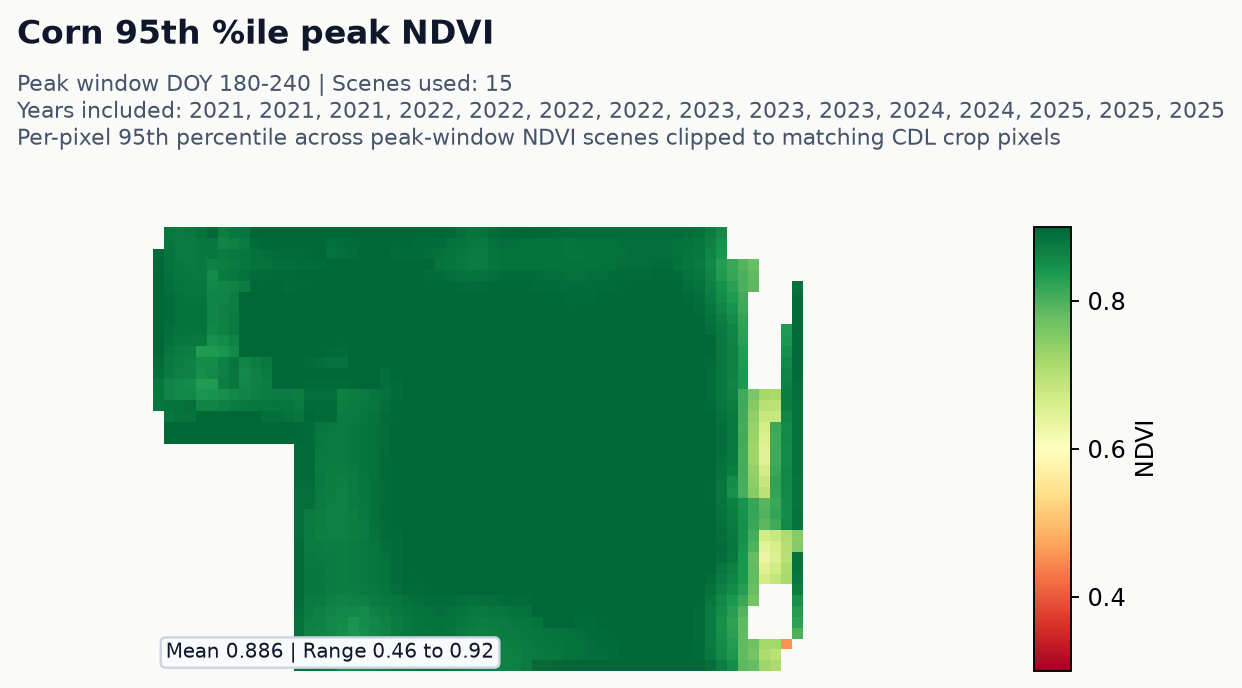 Corn 95th %ile peak NDVI
Peak window DOY 180-240 | Scenes used: 15
Years included: 2021, 2021, 2021, 2022, 2022, 2022, 2022, 2023, 2023, 2023, 2024, 2024, 2025, 2025, 2025
Per-pixel 95th percentile across peak-window NDVI scenes clipped to matching CDL crop pixels
0.8
0.6
NDVI
0.4
Mean 0.886 | Range 0.46 to 0.92